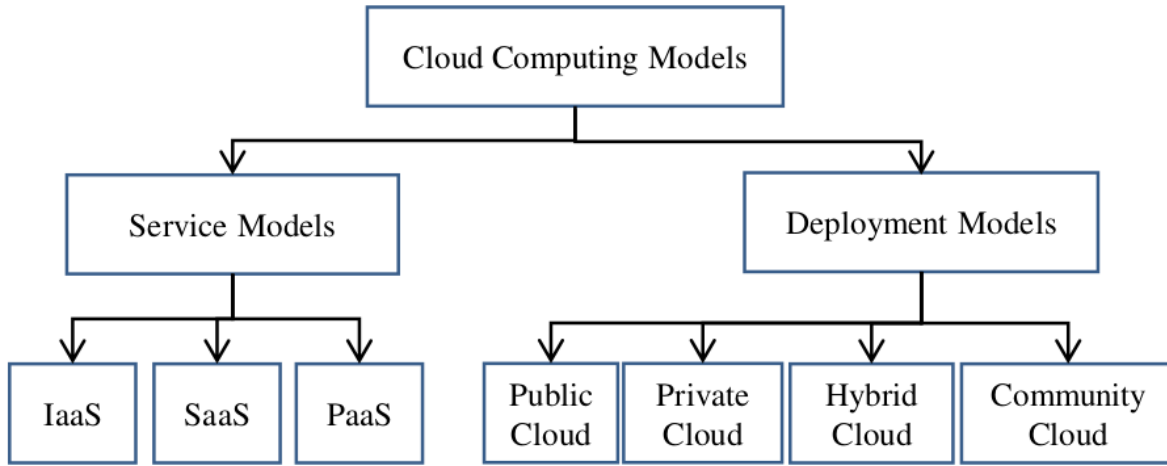 Cloud Computing Models
Service Models
Deployment Models
IaaS
SaaS
PaaS
Public
Cloud
Private
Cloud
Hybrid
Cloud
Community
Cloud